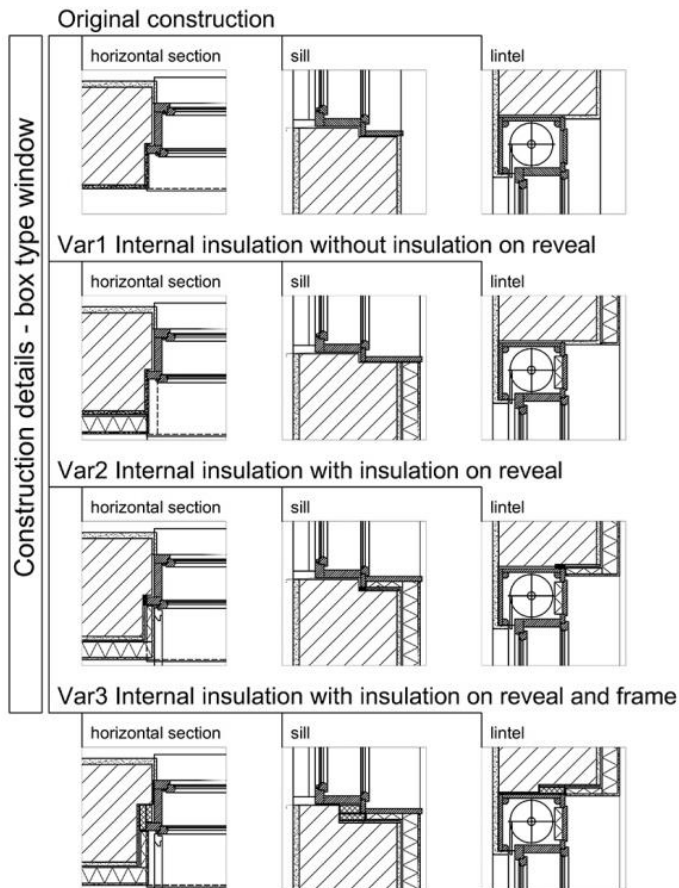 Construction details - box type window
Original construction
horizontal section
sill
lintel
Var1 Internal insulation without insulation on reveal
horizontal section
sill
lintel
Var2 Internal insulation with insulation on reveal
horizontal section
sill
lintel
Var3 Internal insulation with insulation on reveal and frame
horizontal section
sill
lintel